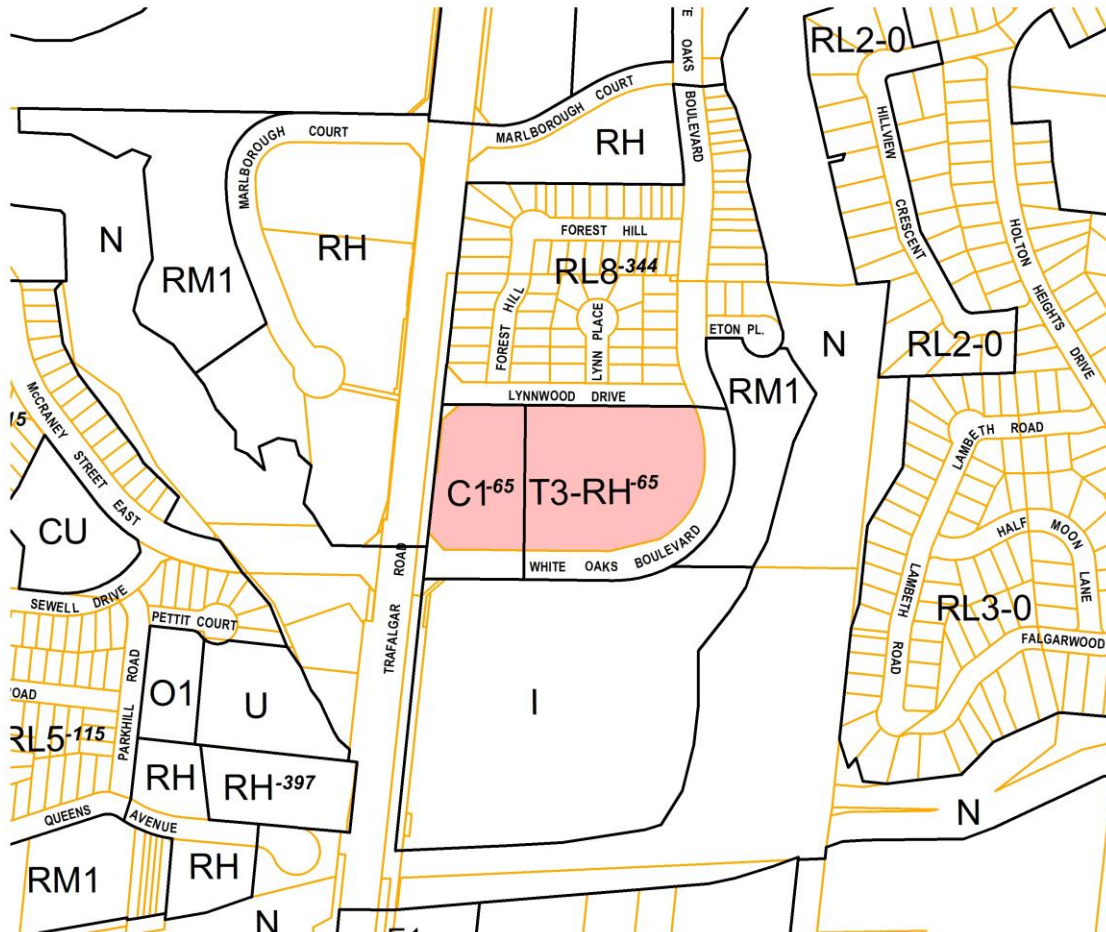 TE OAKS
BOULEVARD
RL2-0
MARLBOROUGH COURT
MARLBOROUGH COURT
RH
HILLVIEW CRESCENT
HOLTON HEIGHTS DRIVE
N
RM1
RH
FOREST HILL
RL8-344
FOREST HILL
LYNN PLACE
ETON PL.
N
RL2-0
LYNNWOOD DRIVE
RM1
McCRANEY STREET EAST
15
LAMBETH ROAD
C1-65
T3-RH-65
CU
HALF MOON LANE
WHITE OAKS BOULEVARD
TRAFALGAR ROAD
SEWELL DRIVE
PETTIT COURT
LAMBETH ROAD
RL3-0
FALGARWOOD
PARKHILL ROAD
OAD
O1
U
I
RL5-115
RH
RH-397
QUEENS AVENUE
N
RM1
RH
N